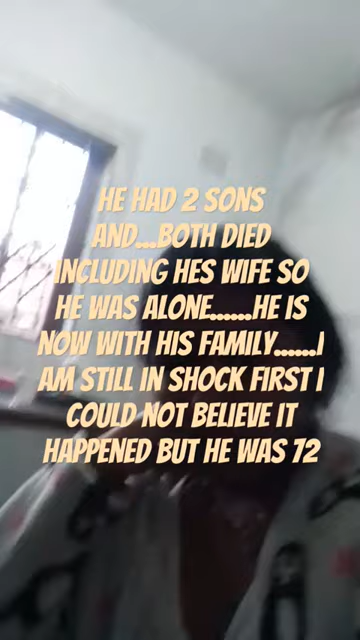 HE HAD 2 SONS
AND...BOTH DIED
INCLUDING HES WIFE SO
HE WAS ALONE......HE IS
NOW WITH HIS FAMILY......I
AM STILL IN SHOCK FIRST I
COULD NOT BELIEVE IT
HAPPENED BUT HE WAS 72